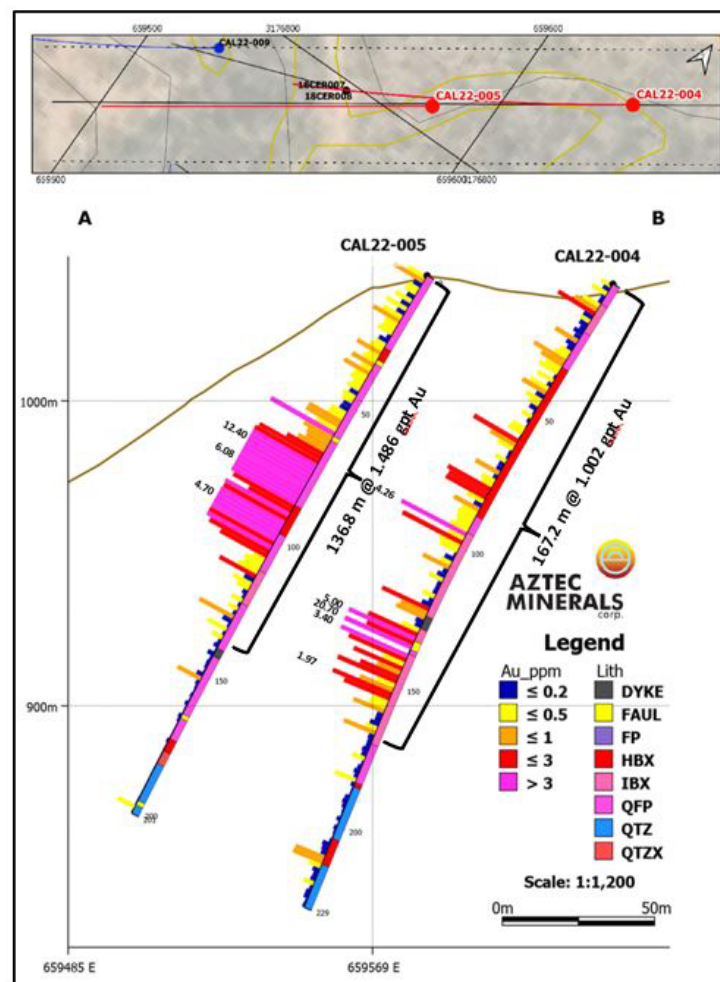 659500
3176800
659600
CAL22-009
18CER007
18CER008
CAL22-005
CAL22-004
659500
659600
3176800
A
B
CAL22-005
CAL22-004
1000m
50
50
12.40
6.08
4.70
136.8 m @ 1.486 gpt Au
4.26
167.2 m @ 1.002 gpt Au
100
100
5.00
20.70
3.40
1.97
150
150
900m
200
201
200
229
AZTEC
MINERALS
corp.
Legend
Au_ppm
Lith
≤ 0.2
DYKE
≤ 0.5
FAUL
≤ 1
FP
≤ 3
HBX
> 3
IBX
QFP
QTZ
QTZX
Scale: 1:1,200
0m
50m
659485 E
659569 E